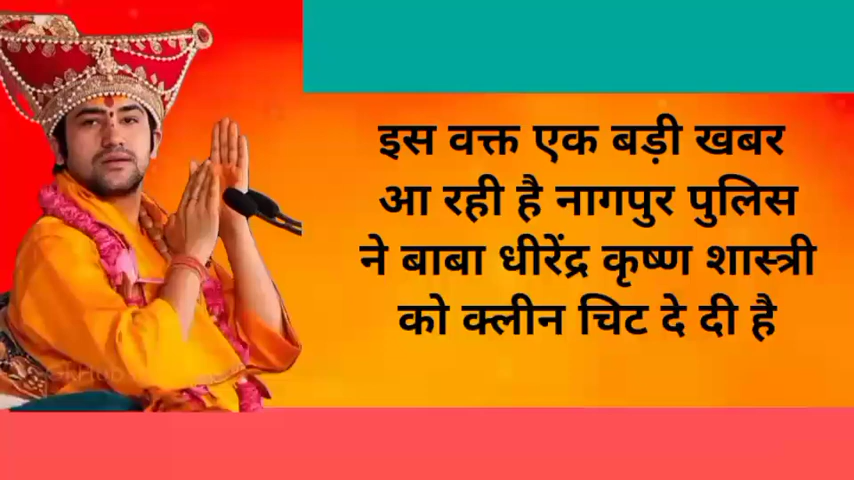 इस वक्त एक बड़ी खबर
आ रही है नागपुर पुलिस
ने बाबा धीरेंद्र कृष्ण शास्त्री
को क्लीन चिट दे दी है